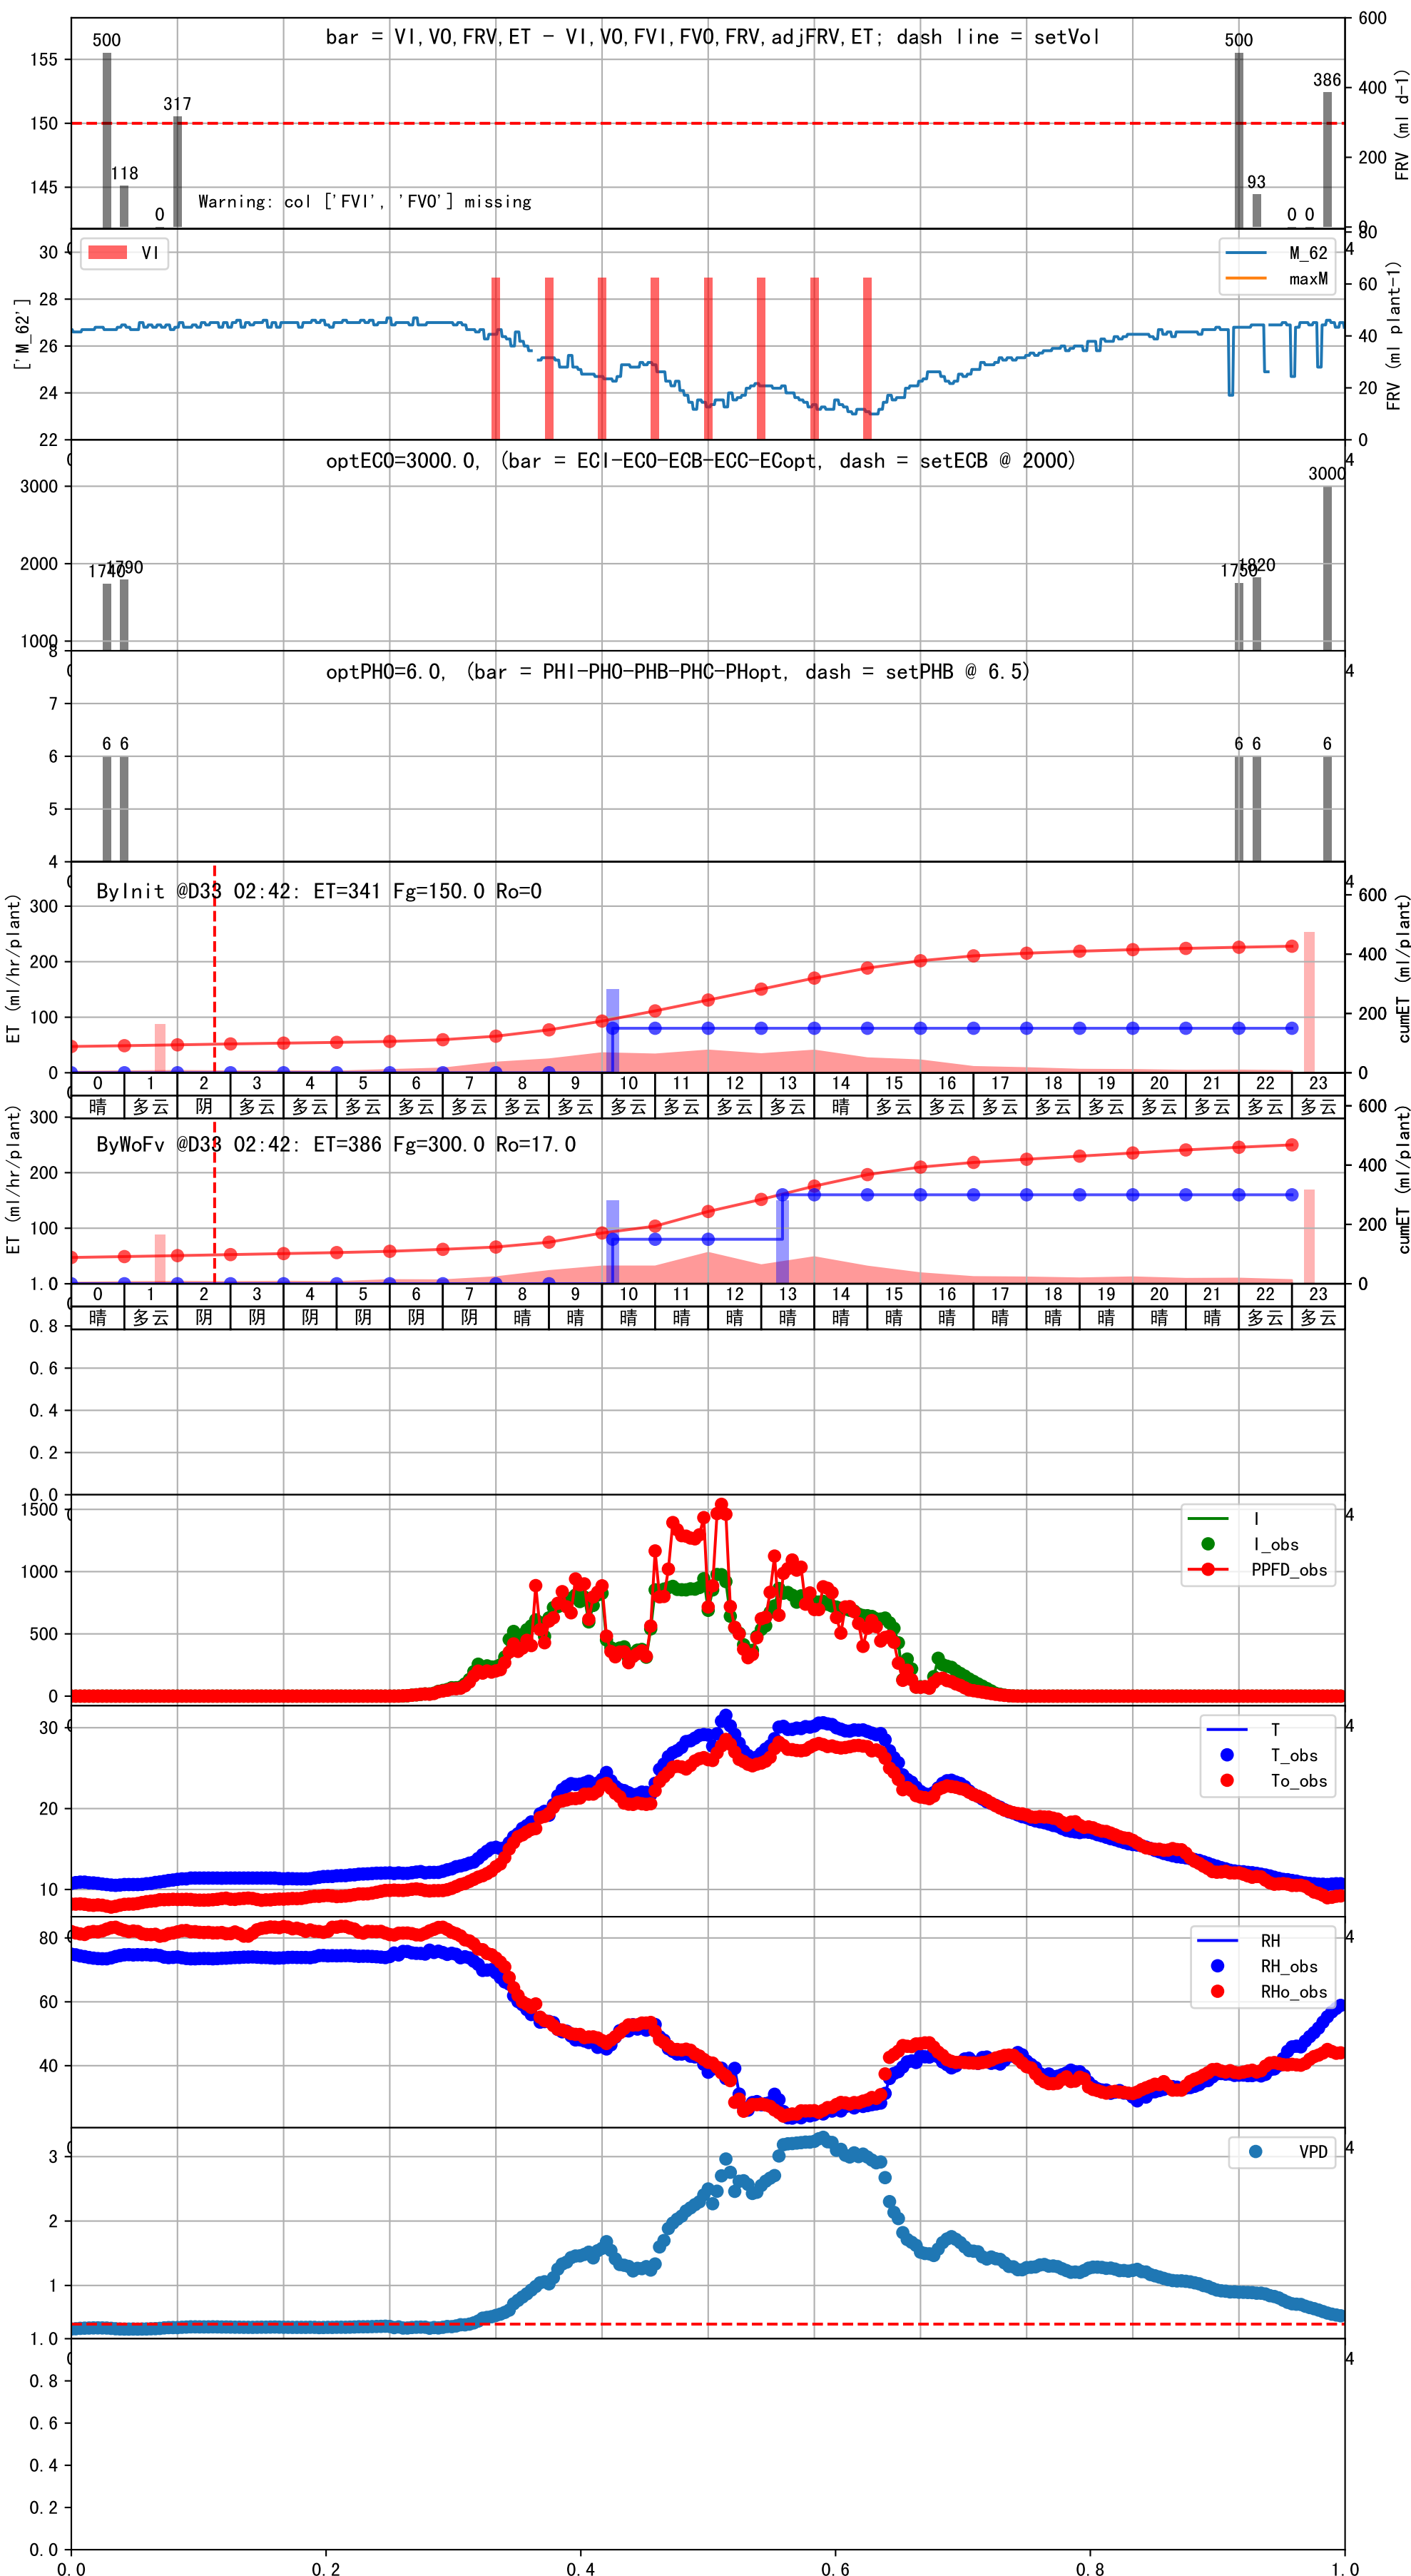 bar = VI,VO,FRV,ET - VI,VO,FVI,FVO,FRV,adjFRV,ET; dash line = setVol
500
118
0
317
500
93
0 0
386
Warning: col ['FVI', 'FVO'] missing
155
150
145
600
400
200
0
FRV (ml d-1)
VI
M_62
maxM
['M_62']
30
28
26
24
22
80
60
40
20
0
4
FRV (ml plant-1)
optECO=3000.0, (bar = ECI-ECO-ECB-ECC-ECopt, dash = setECB @ 2000)
3000
2000
1000
1740
1790
1750
1820
3000
4
optPHO=6.0, (bar = PHI-PHO-PHB-PHC-PHopt, dash = setPHB @ 6.5)
8
7
6
5
4
6 6
6 6
6
4
ByInit @D33 02:42: ET=341 Fg=150.0 Ro=0
ET (ml/hr/plant)
300
200
100
0
4
600
400
200
0
cumET (ml/plant)
0 1 2 3 4 5 6 7 8 9 10 11 12 13 14 15 16 17 18 19 20 21 22 23
晴 多云 阴 多云 多云 多云 多云 多云 多云 多云 多云 多云 多云 多云 晴 多云 多云 多云 多云 多云 多云 多云 多云 多云
ByWoFv @D33 02:42: ET=386 Fg=300.0 Ro=17.0
ET (ml/hr/plant)
300
200
100
600
400
200
0
cumET (ml/plant)
0 1 2 3 4 5 6 7 8 9 10 11 12 13 14 15 16 17 18 19 20 21 22 23
晴 多云 阴 阴 阴 阴 阴 阴 晴 晴 晴 晴 晴 晴 晴 晴 晴 晴 晴 晴 晴 晴 多云 多云
1.0
0.8
0.6
0.4
0.2
0.0
I
I_obs
PPFD_obs
1500
1000
500
0
4
T
T_obs
To_obs
30
20
10
4
RH
RH_obs
RHo_obs
80
60
40
4
VPD
3
2
1
4
1.0
0.8
0.6
0.4
0.2
0.0
4
0.0 0.2 0.4 0.6 0.8 1.0